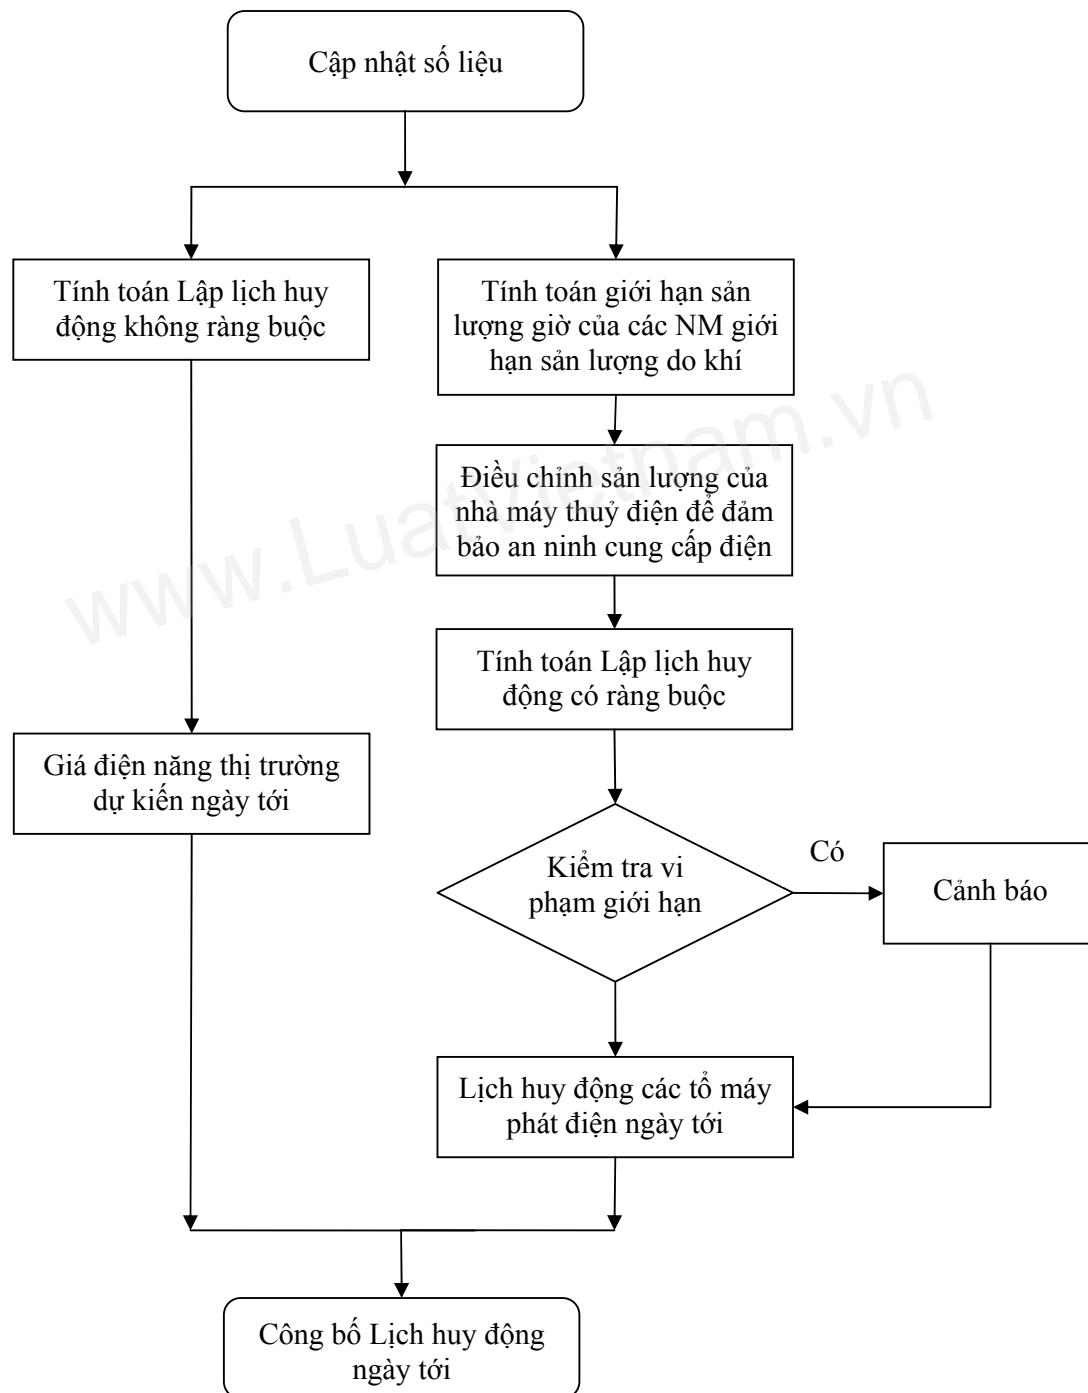 Cập nhật số liệu
Tính toán Lập lịch huy
động không ràng buộc
Tính toán giới hạn sản
lượng giờ của các NM giới
hạn sản lượng do khí
Điều chỉnh sản lượng của
nhà máy thuỷ điện để đảm
bảo an ninh cung cấp điện
Tính toán Lập lịch huy
động có ràng buộc
Giá điện năng thị trường
dự kiến ngày tới
Kiểm tra vi
phạm giới hạn
Có
Cảnh báo
Lịch huy động các tổ máy
phát điện ngày tới
Công bố Lịch huy động
ngày tới
www.LuatVietnam.vn